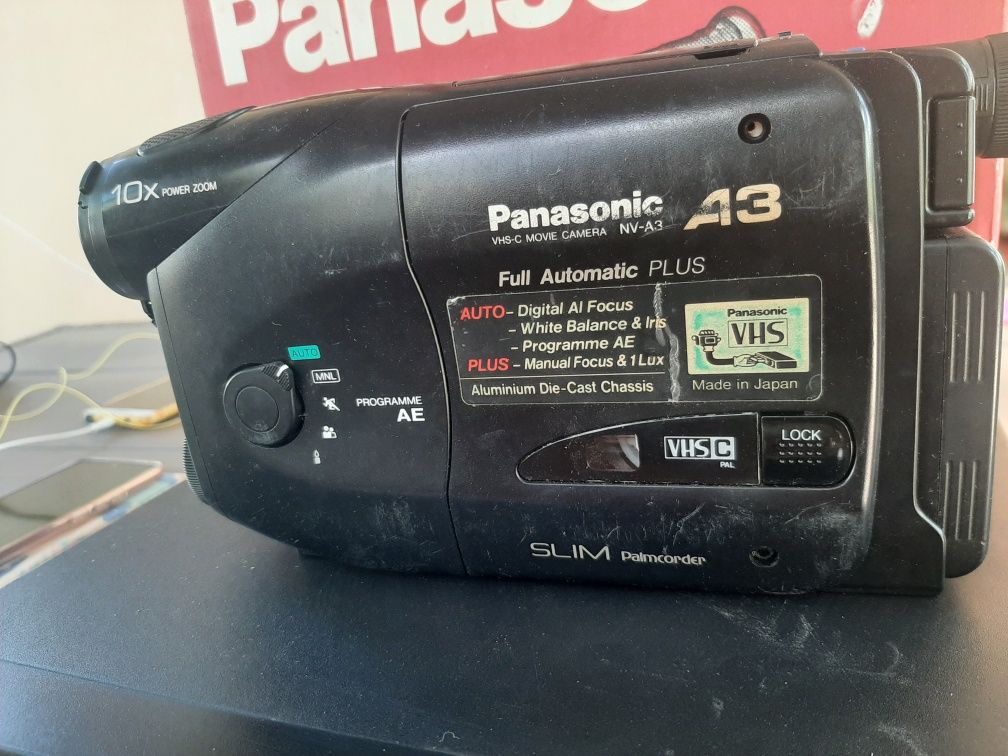 Panaso
10x POWER ZOOM
Panasonic A3
VHS-C MOVIE CAMERA NV-A3
Full Automatic PLUS
AUTO – Digital AI Focus
– White Balance & Iris
– Programme AE
PLUS – Manual Focus & 1 Lux
Aluminium Die-Cast Chassis
Panasonic
VHS
Made in Japan
AUTO
MNL
PROGRAMME
AE
VHS C
PAL
LOCK
SLIM Palmcorder